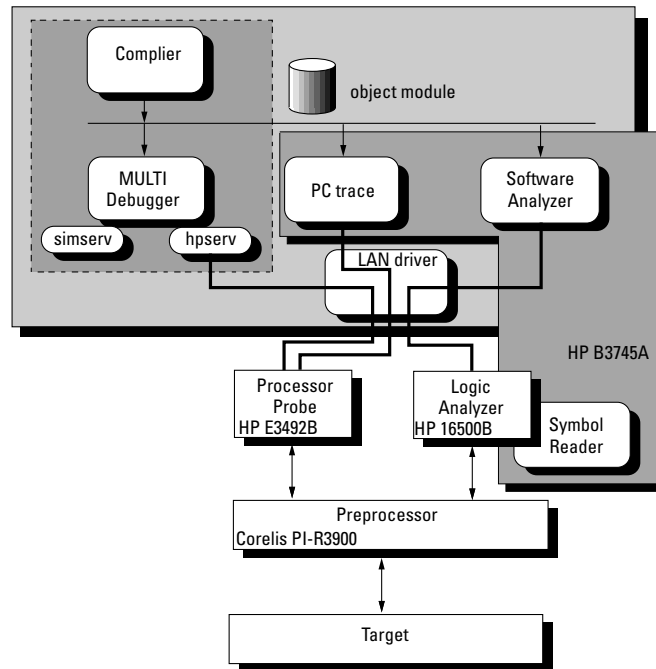 Complier
object module
MULTI
Debugger
PC trace
Software
Analyzer
simserv
hpserv
LAN driver
HP B3745A
Processor
Probe
HP E3492B
Logic
Analyzer
HP 16500B
Symbol
Reader
Preprocessor
Corelis PI-R3900
Target